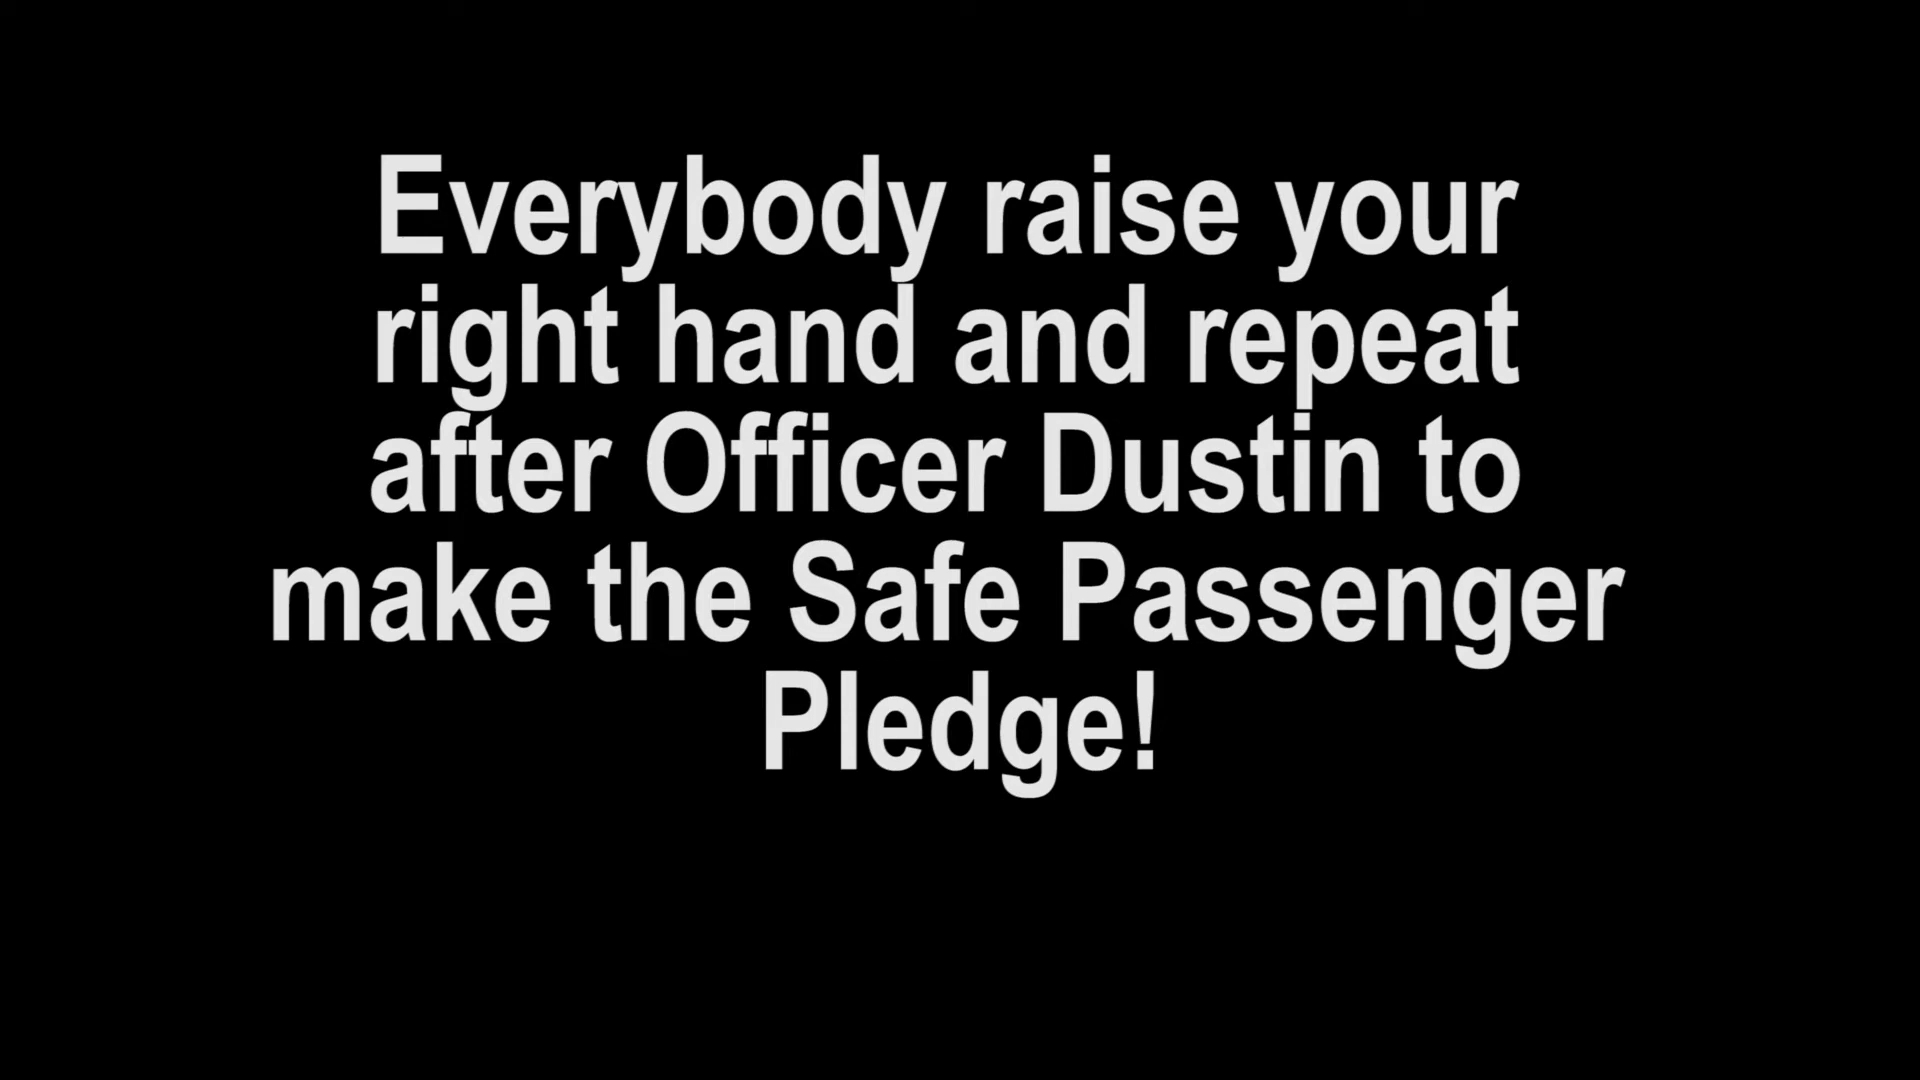 Everybody raise your
right hand and repeat
after Officer Dustin to
make the Safe Passenger
Pledge!